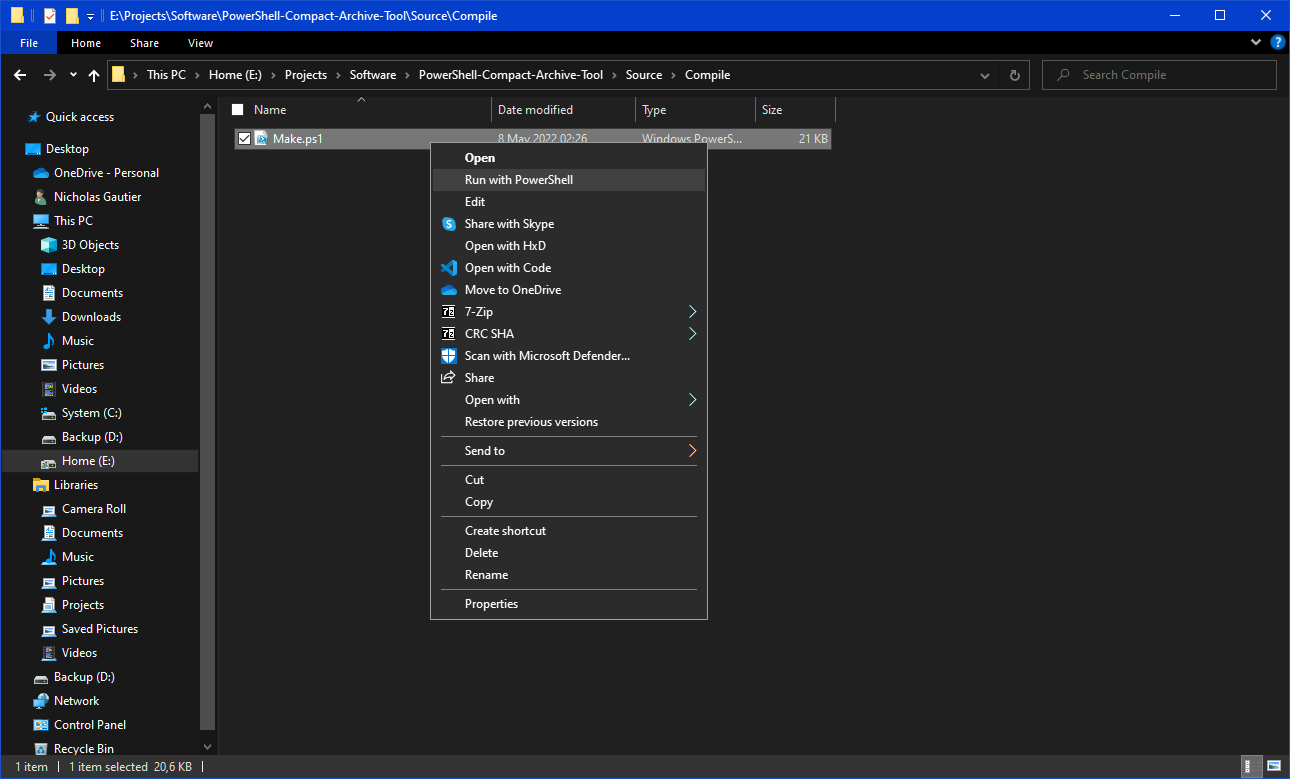 E:\Projects\Software\PowerShell-Compact-Archive-Tool\Source\Compile
File Home Share View
This PC Home (E:) Projects Software PowerShell-Compact-Archive-Tool Source Compile
Search Compile
Name Date modified Type Size
Make.ps1 8 May 2022 02:26 Windows PowerS... 21 KB
Quick access
Desktop
OneDrive - Personal
Nicholas Gautier
This PC
3D Objects
Desktop
Documents
Downloads
Music
Pictures
Videos
System (C:)
Backup (D:)
Home (E:)
Libraries
Camera Roll
Documents
Music
Pictures
Projects
Saved Pictures
Videos
Backup (D:)
Network
Control Panel
Recycle Bin
Open
Run with PowerShell
Edit
Share with Skype
Open with HxD
Open with Code
Move to OneDrive
7-Zip
CRC SHA
Scan with Microsoft Defender...
Share
Open with
Restore previous versions
Send to
Cut
Copy
Create shortcut
Delete
Rename
Properties
1 item 1 item selected 20,6 KB